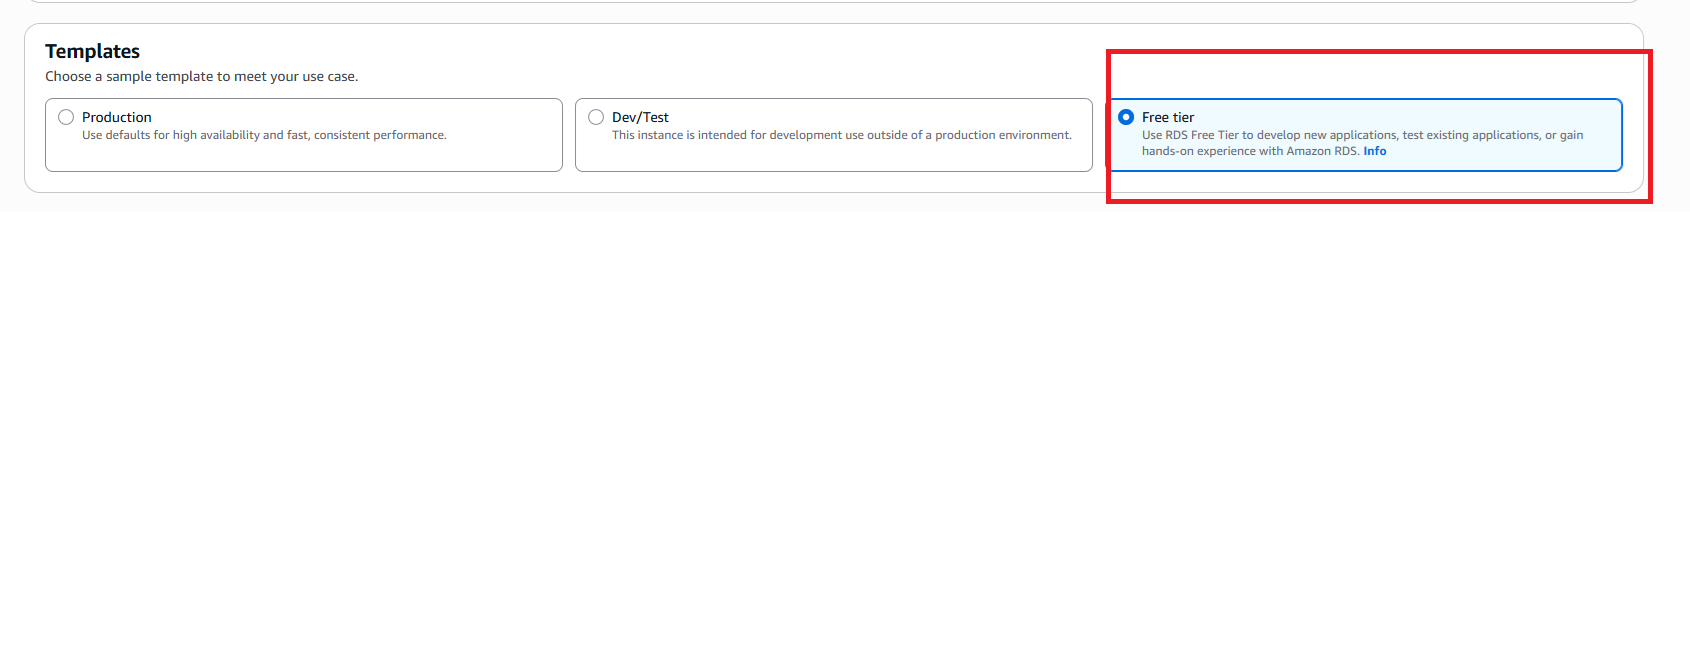 Templates
Choose a sample template to meet your use case.
Production
Use defaults for high availability and fast, consistent performance.
Dev/Test
This instance is intended for development use outside of a production environment.
Free tier
Use RDS Free Tier to develop new applications, test existing applications, or gain
hands-on experience with Amazon RDS. Info